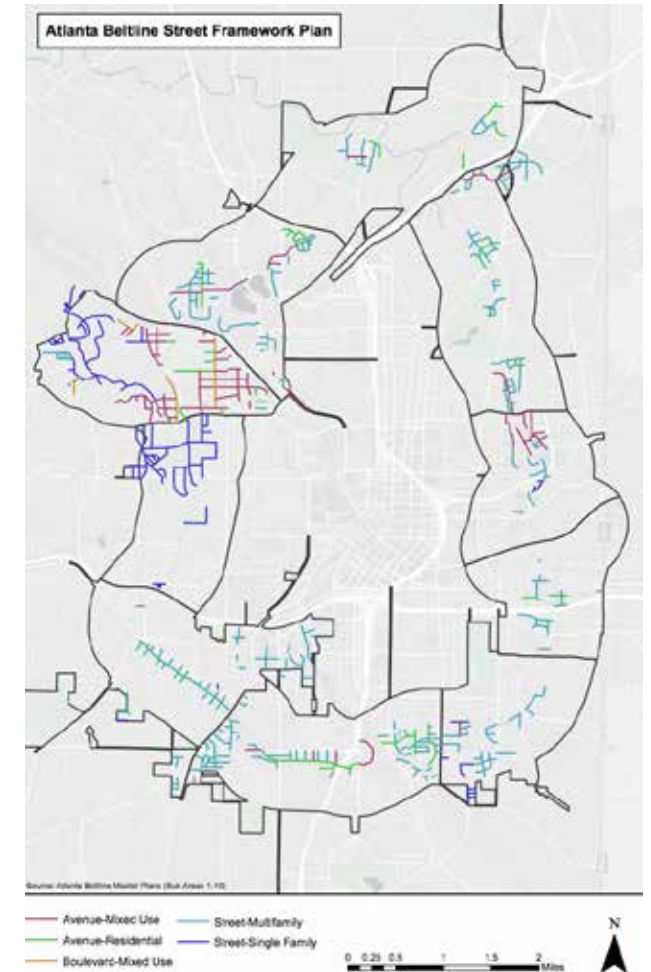 Atlanta Beltline Street Framework Plan
Source: Atlanta Beltline Master Plans (Sub Areas 1-10)
Avenue-Mixed Use
Avenue-Residential
Boulevard-Mixed Use
Street-Multifamily
Street-Single Family
0 0.25 0.5 1 1.5 2
Miles
N